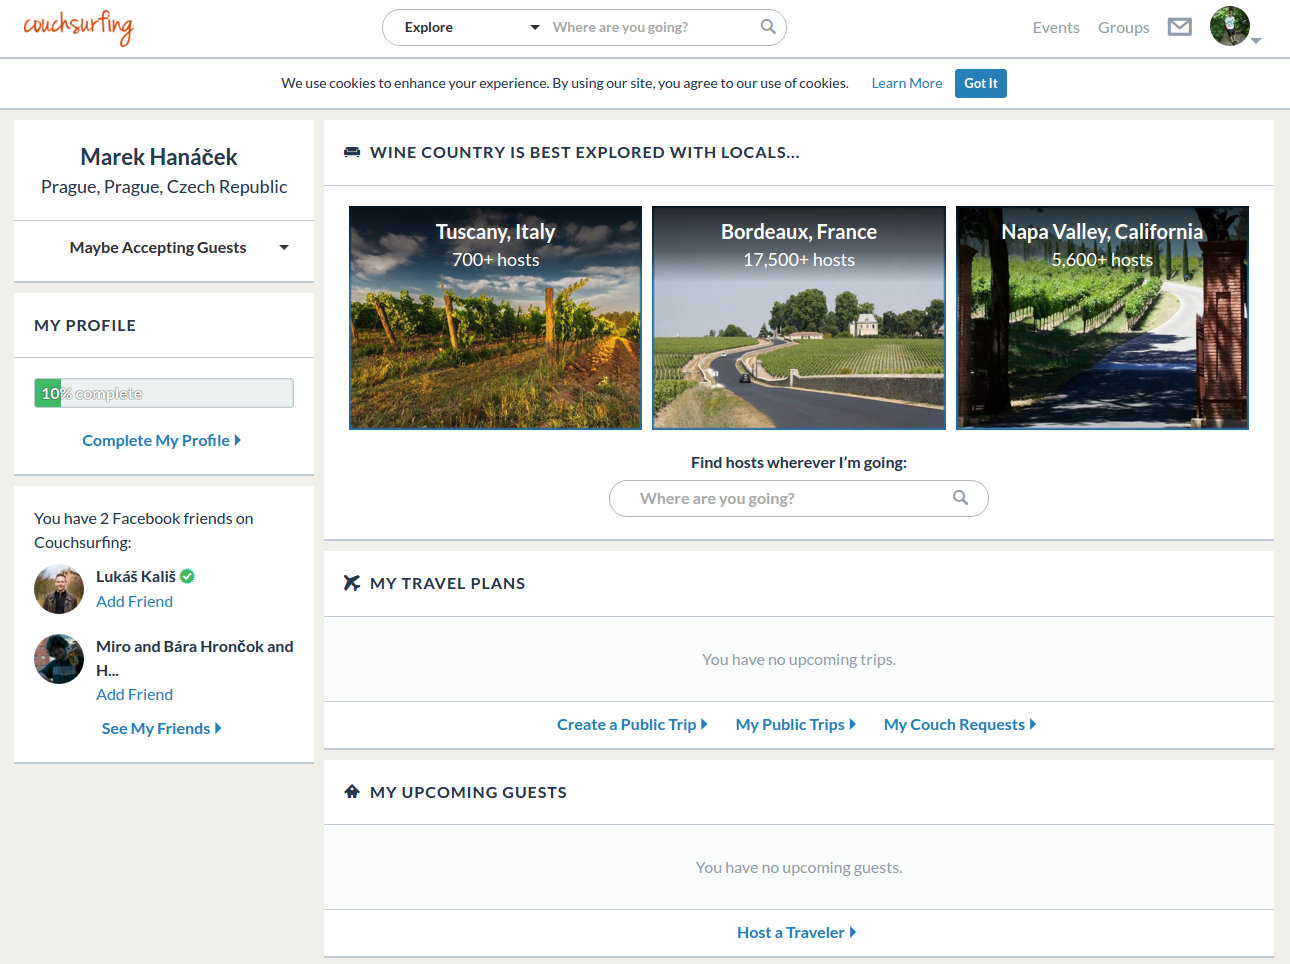 couchsurfing
Explore
Where are you going?
Events
Groups
We use cookies to enhance your experience. By using our site, you agree to our use of cookies.
Learn More
Got It
Marek Hanáček
Prague, Prague, Czech Republic
Maybe Accepting Guests
MY PROFILE
10% complete
Complete My Profile
You have 2 Facebook friends on
Couchsurfing:
Lukáš Kališ
Add Friend
Miro and Bára Hrončok and
H...
Add Friend
See My Friends
WINE COUNTRY IS BEST EXPLORED WITH LOCALS...
Tuscany, Italy
700+ hosts
Bordeaux, France
17,500+ hosts
Napa Valley, California
5,600+ hosts
Find hosts wherever I'm going:
Where are you going?
MY TRAVEL PLANS
You have no upcoming trips.
Create a Public Trip
My Public Trips
My Couch Requests
MY UPCOMING GUESTS
You have no upcoming guests.
Host a Traveler